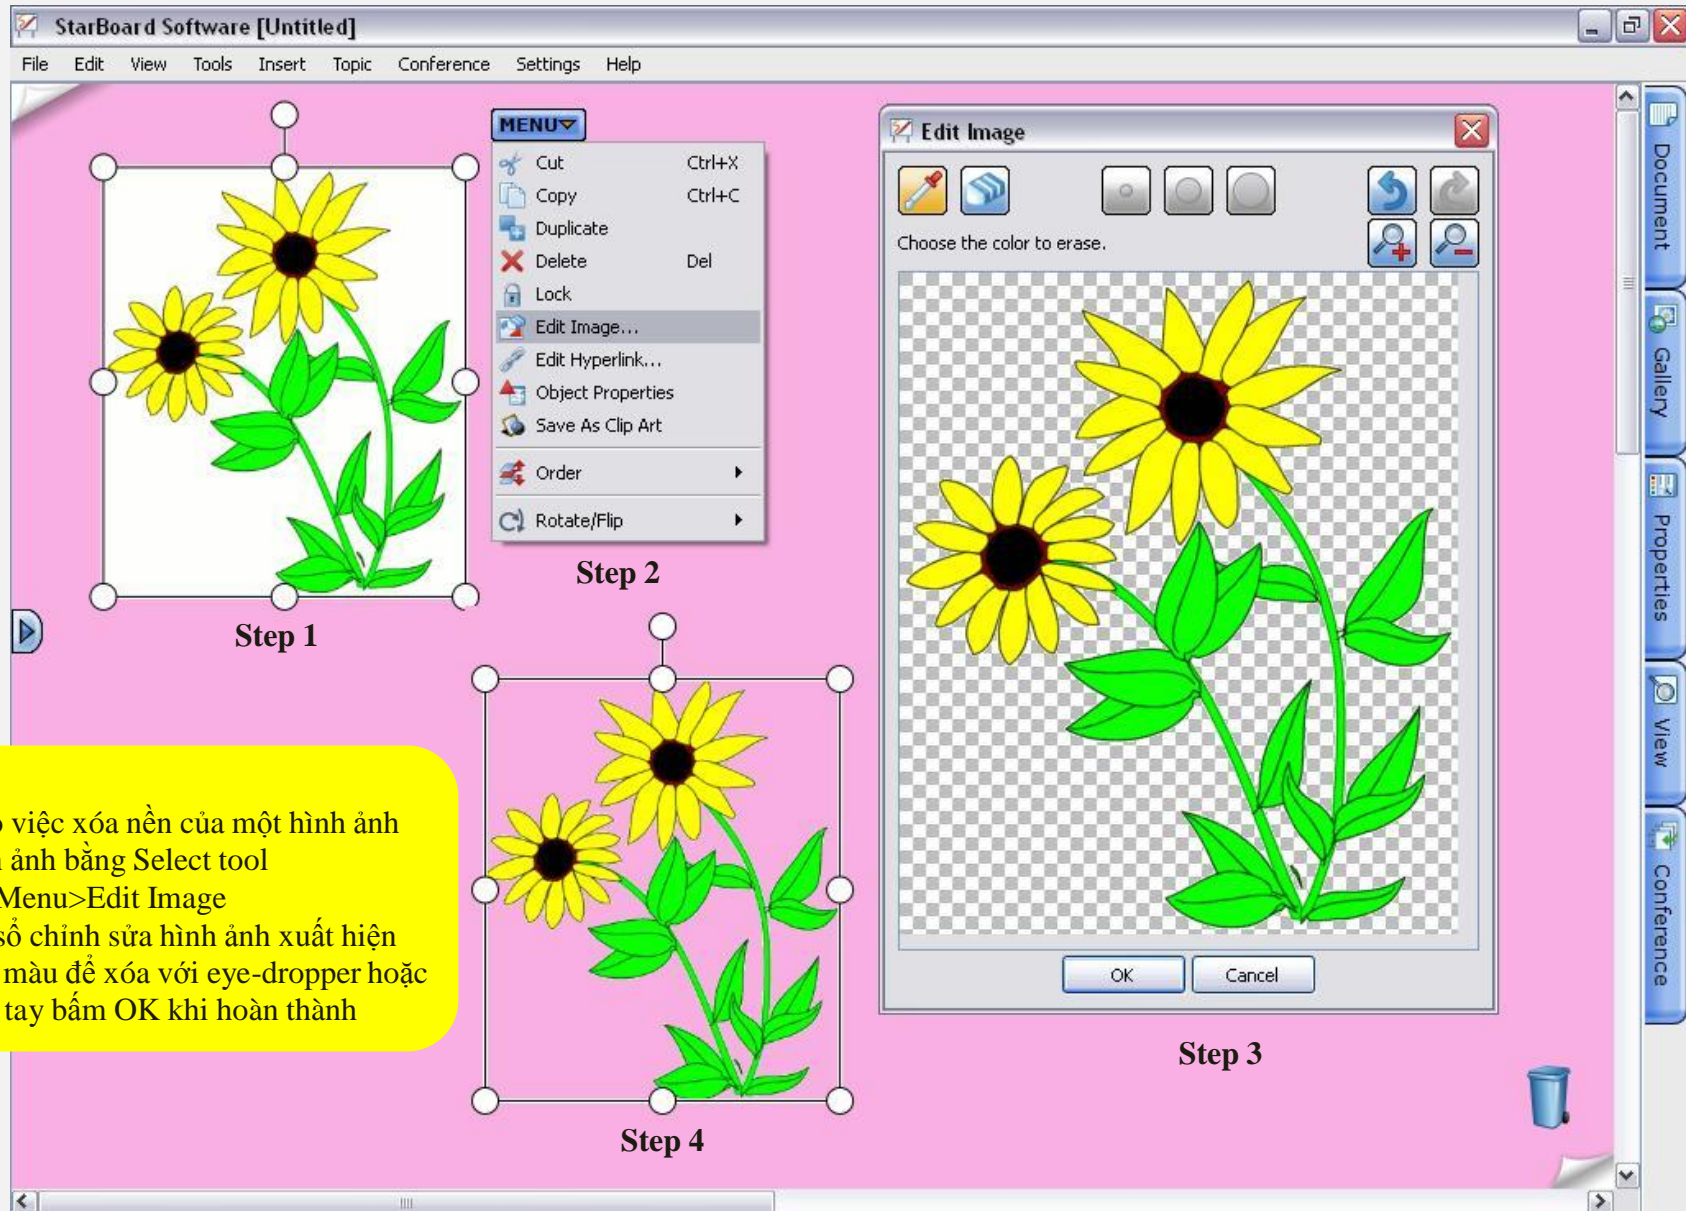 StarBoard Software [Untitled]
File Edit View Tools Insert Topic Conference Settings Help
MENU
Cut Ctrl+X
Copy Ctrl+C
Duplicate
Delete Del
Lock
Edit Image...
Edit Hyperlink...
Object Properties
Save As Clip Art
Order
Rotate/Flip
Step 1
Step 2
Edit Image
Choose the color to erase.
OK Cancel
Step 3
việc xóa nền của một hình ảnh
ảnh bằng Select tool
Menu>Edit Image
sổ chỉnh sửa hình ảnh xuất hiện
màu để xóa với eye-dropper hoặc
tay bấm OK khi hoàn thành
Step 4
Document
Gallery
Properties
View
Conference